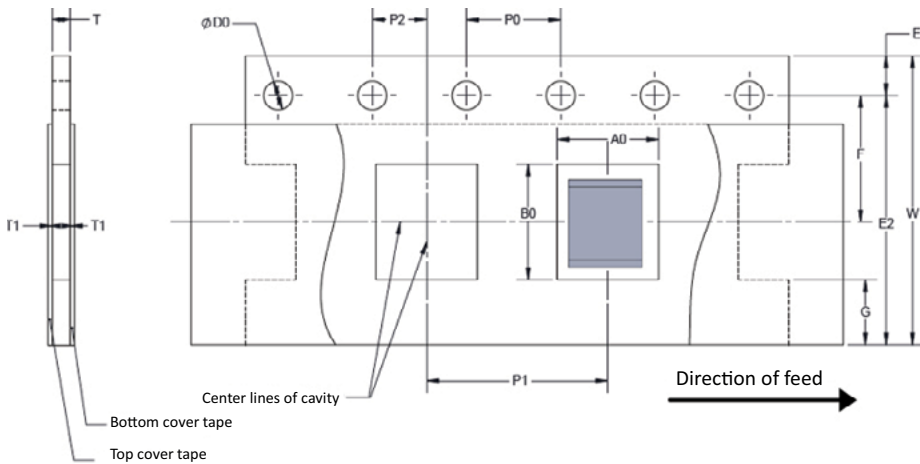 T
ϕD0
P2
P0
E
A0
F
T1
T1
B0
E2
W
G
P1
Center lines of cavity
Direction of feed
Bottom cover tape
Top cover tape